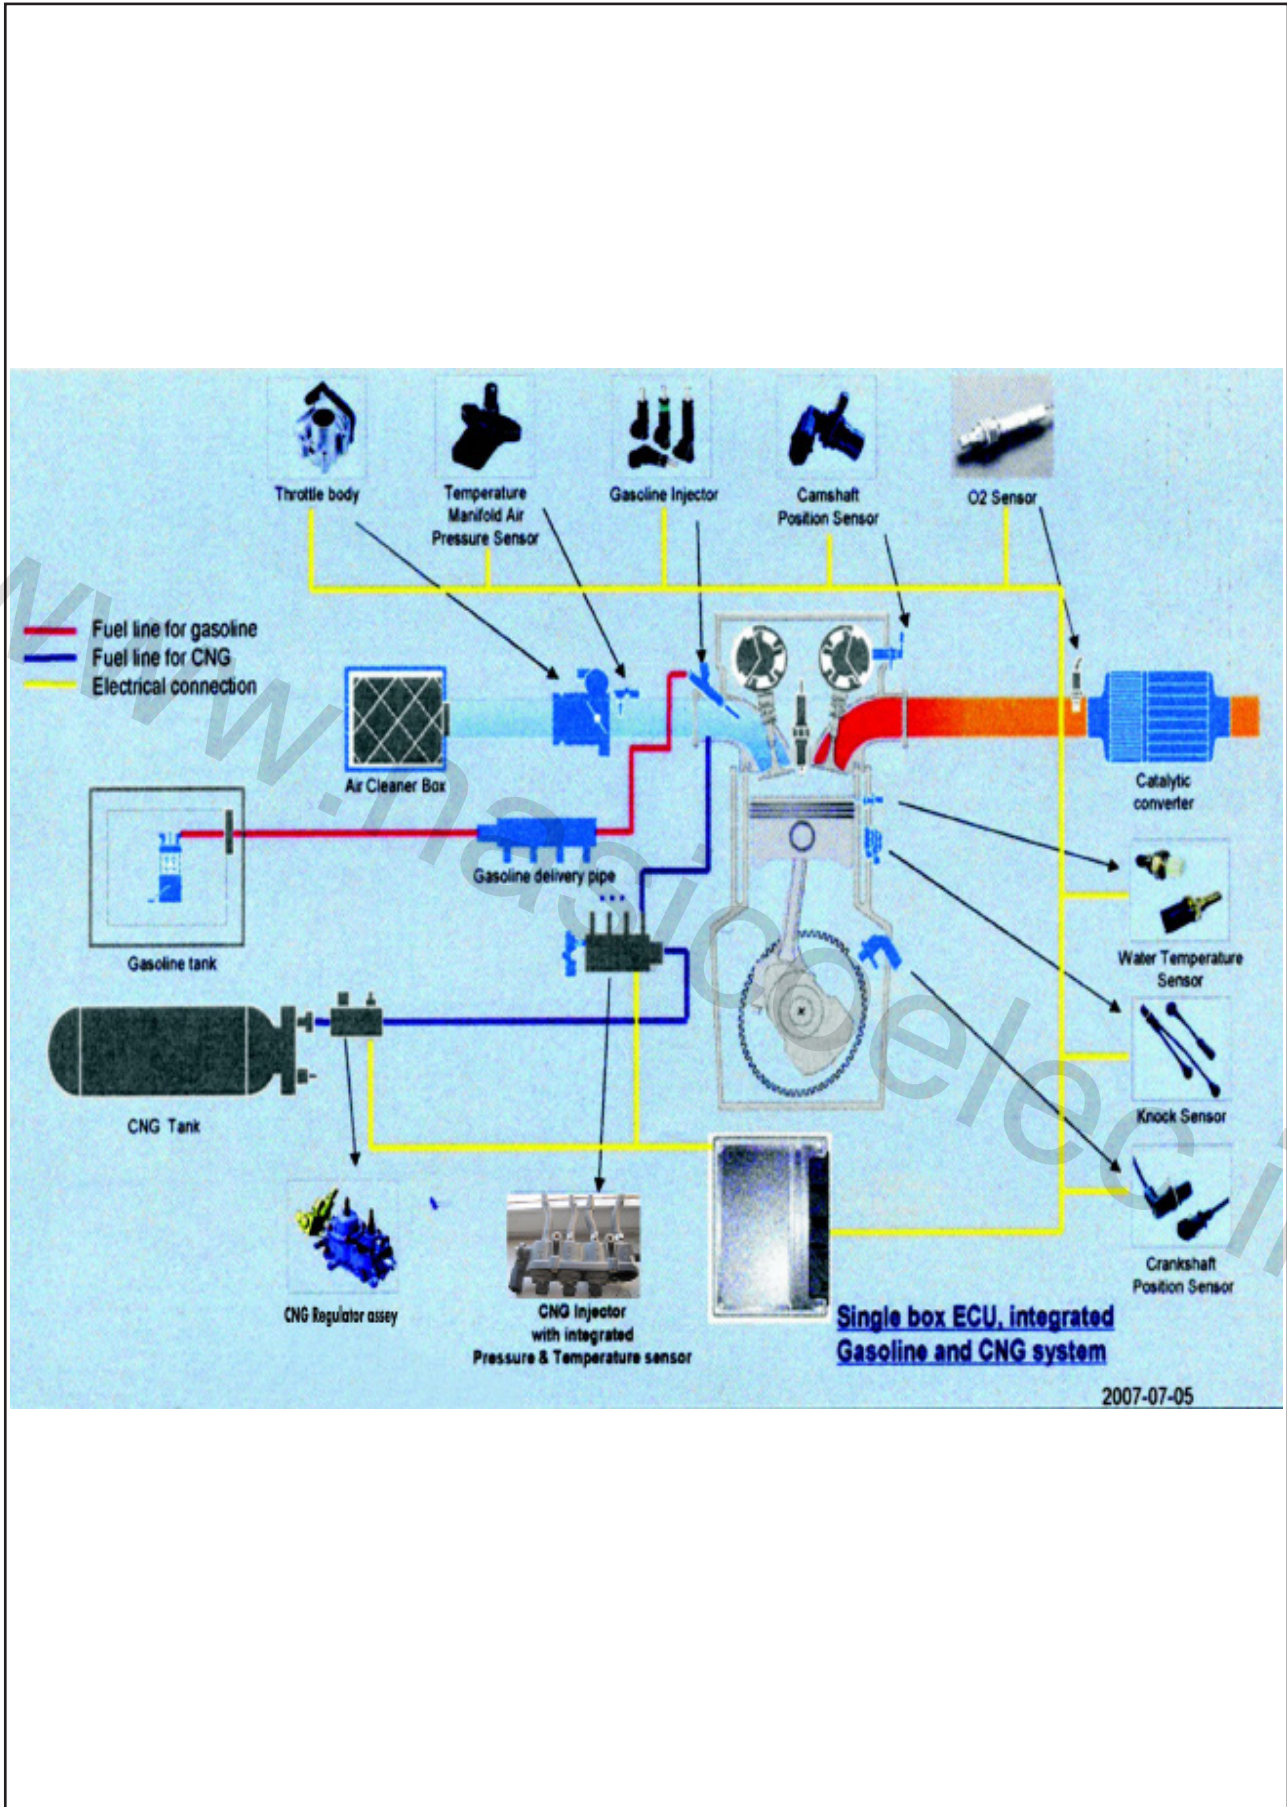 Throttle body
Temperature
Manifold Air
Pressure Sensor
Gasoline Injector
Camshaft
Position Sensor
O2 Sensor
Fuel line for gasoline
Fuel line for CNG
Electrical connection
Air Cleaner Box
Catalytic
converter
Gasoline delivery pipe
Gasoline tank
Water Temperature
Sensor
CNG Tank
Knock Sensor
Crankshaft
Position Sensor
CNG Regulator assey
CNG Injector
with integrated
Pressure & Temperature sensor
Single box ECU, integrated
Gasoline and CNG system
2007-07-05